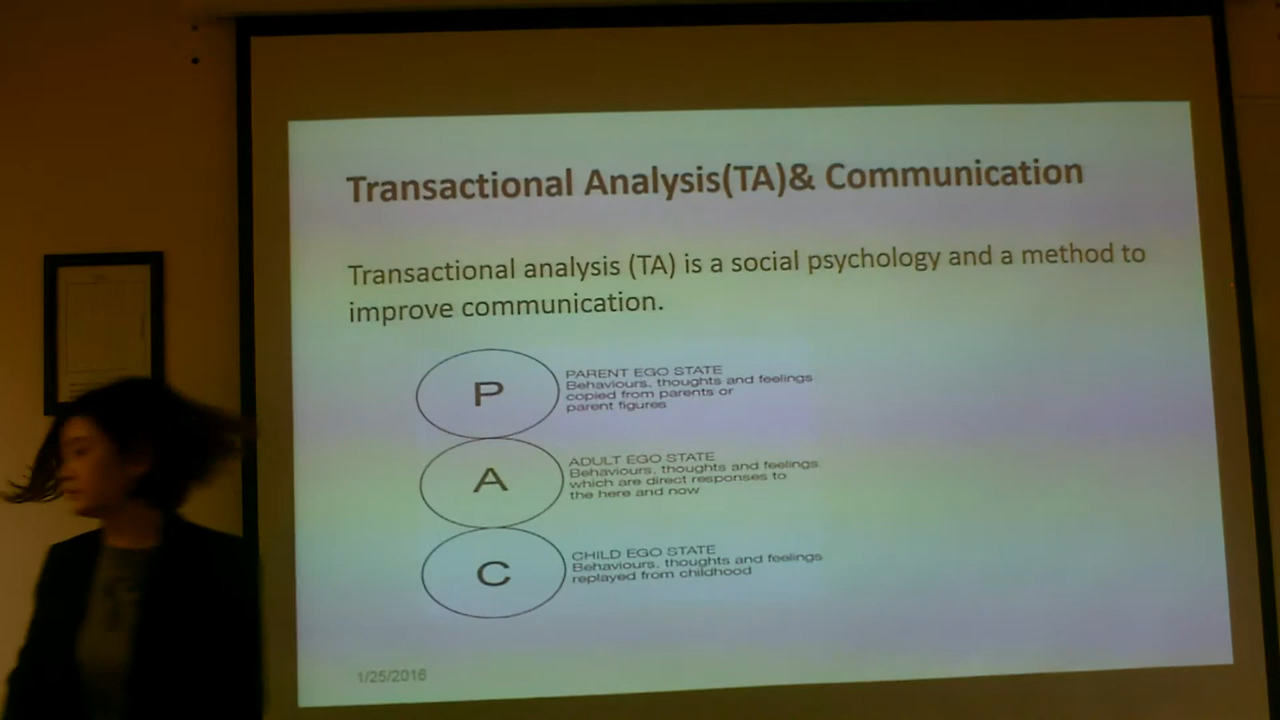 Transactional Analysis(TA)& Communication
Transactional analysis (TA) is a social psychology and a method to
improve communication.
P
PARENT EGO STATE
Behaviours, thoughts and feelings
copied from parents or
parent figures
A
ADULT EGO STATE
Behaviours, thoughts and feelings
which are direct responses to
the here and now
C
CHILD EGO STATE
Behaviours, thoughts and feelings
replayed from childhood
1/25/2016